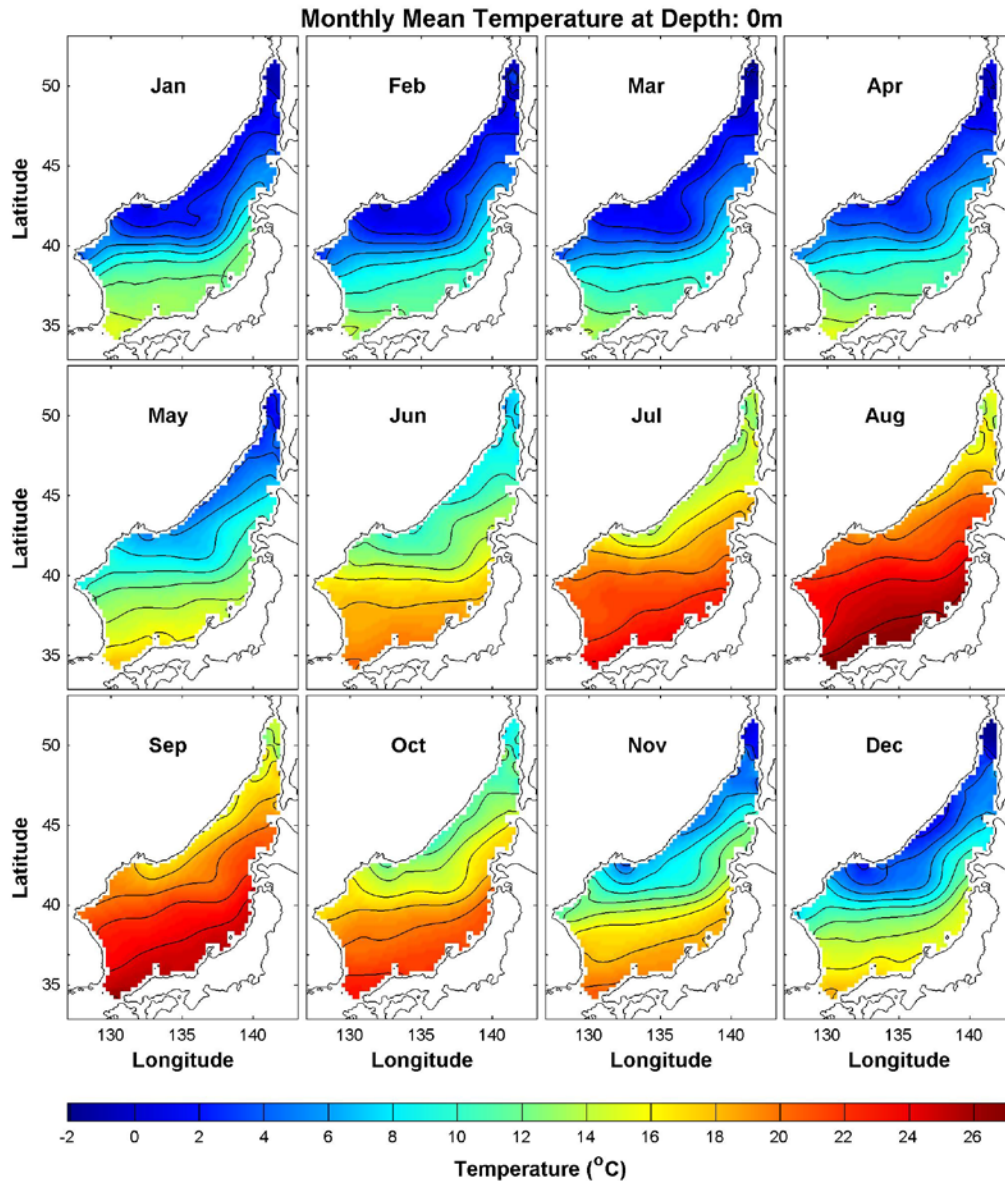 Monthly Mean Temperature at Depth: 0m
Jan Feb Mar Apr
50
45
40
35
Latitude
May Jun Jul Aug
50
45
40
35
Latitude
Sep Oct Nov Dec
50
45
40
35
Latitude
130 135 140 130 135 140 130 135 140 130 135 140
Longitude Longitude Longitude Longitude
-2 0 2 4 6 8 10 12 14 16 18 20 22 24 26
Temperature (°C)